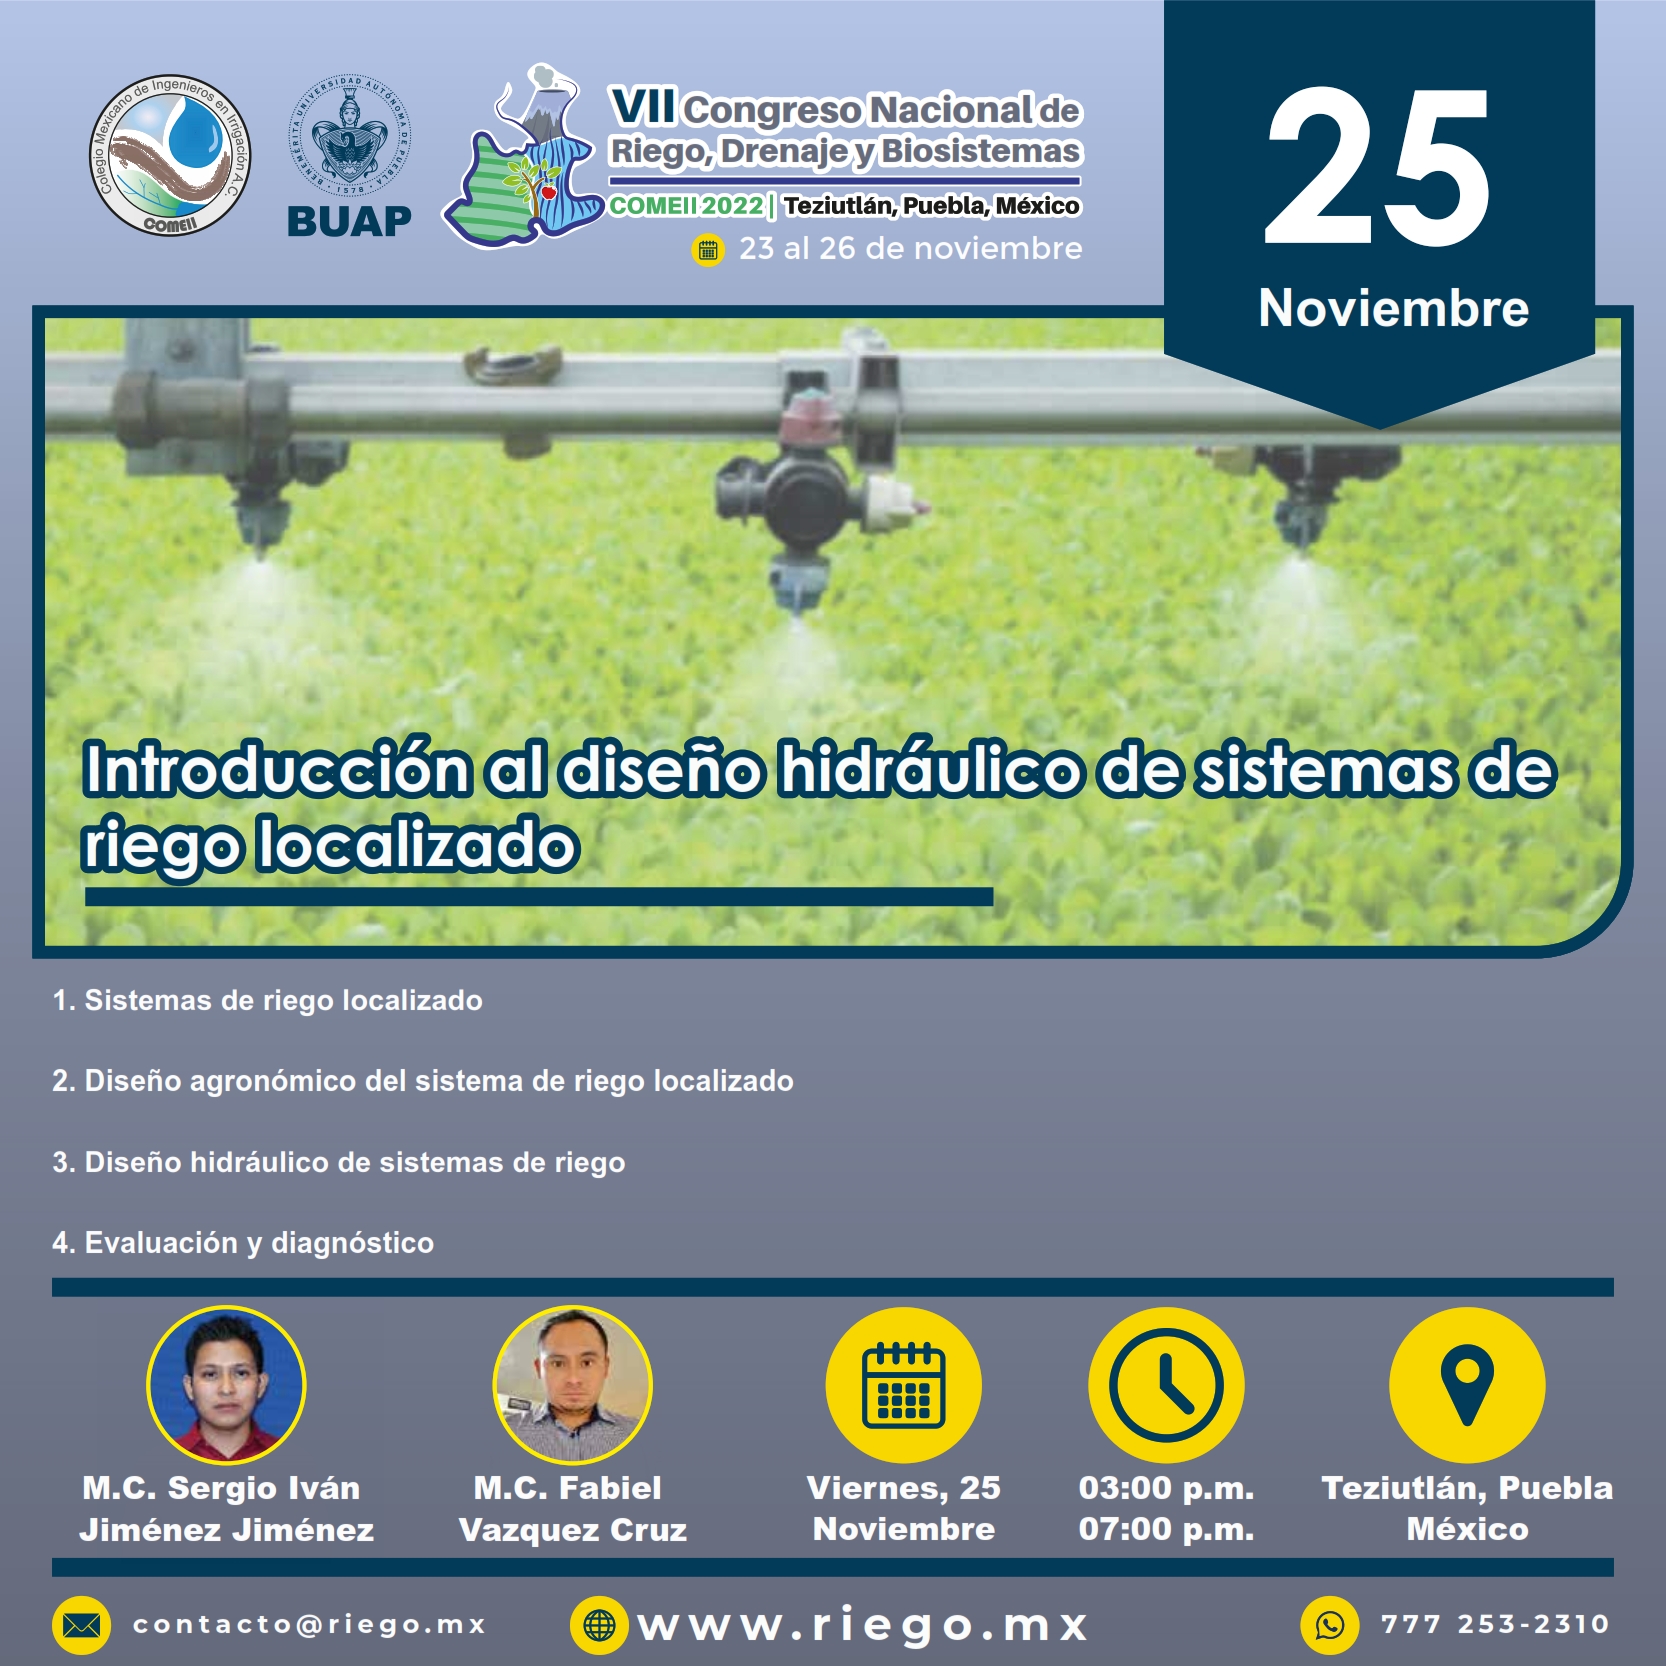 Colegio Mexicano de Ingenieros en Irrigación A.C.
COMEII
BENEMÉRITA UNIVERSIDAD AUTÓNOMA DE PUEBLA
1578
BUAP
VII Congreso Nacional de
Riego, Drenaje y Biosistemas
COMEII 2022 | Teziutlán, Puebla, México
23 al 26 de noviembre
25
Noviembre
Introducción al diseño hidráulico de sistemas de
riego localizado
1. Sistemas de riego localizado
2. Diseño agronómico del sistema de riego localizado
3. Diseño hidráulico de sistemas de riego
4. Evaluación y diagnóstico
M.C. Sergio Iván
Jiménez Jiménez
M.C. Fabiel
Vazquez Cruz
Viernes, 25
Noviembre
03:00 p.m.
07:00 p.m.
Teziutlán, Puebla
México
contacto@riego.mx
www.riego.mx
777 253-2310